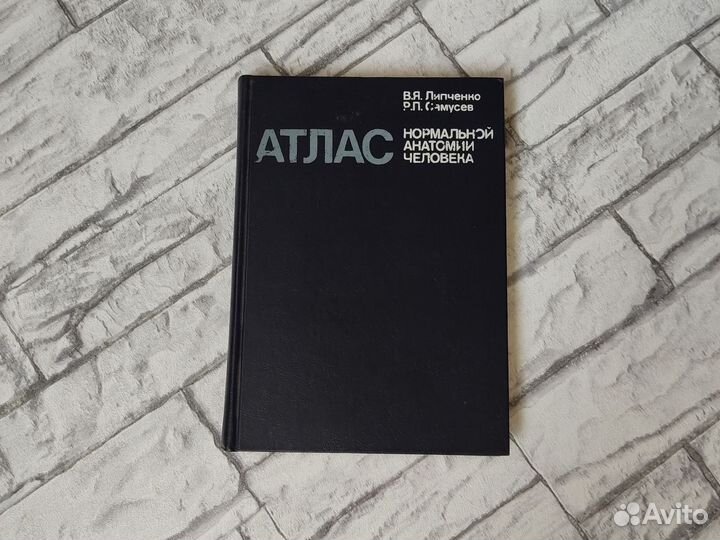 В.Я. Липченко
Р.П. Самусев
АТЛАС
НОРМАЛЬНОЙ
АНАТОМИИ
ЧЕЛОВЕКА
Avito